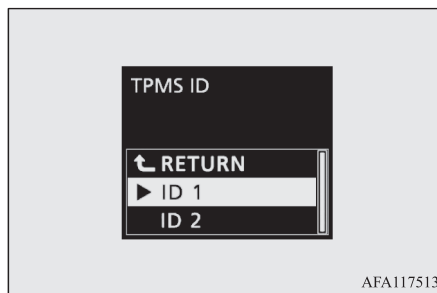 TPMS ID
RETURN
ID 1
ID 2
AFA117513